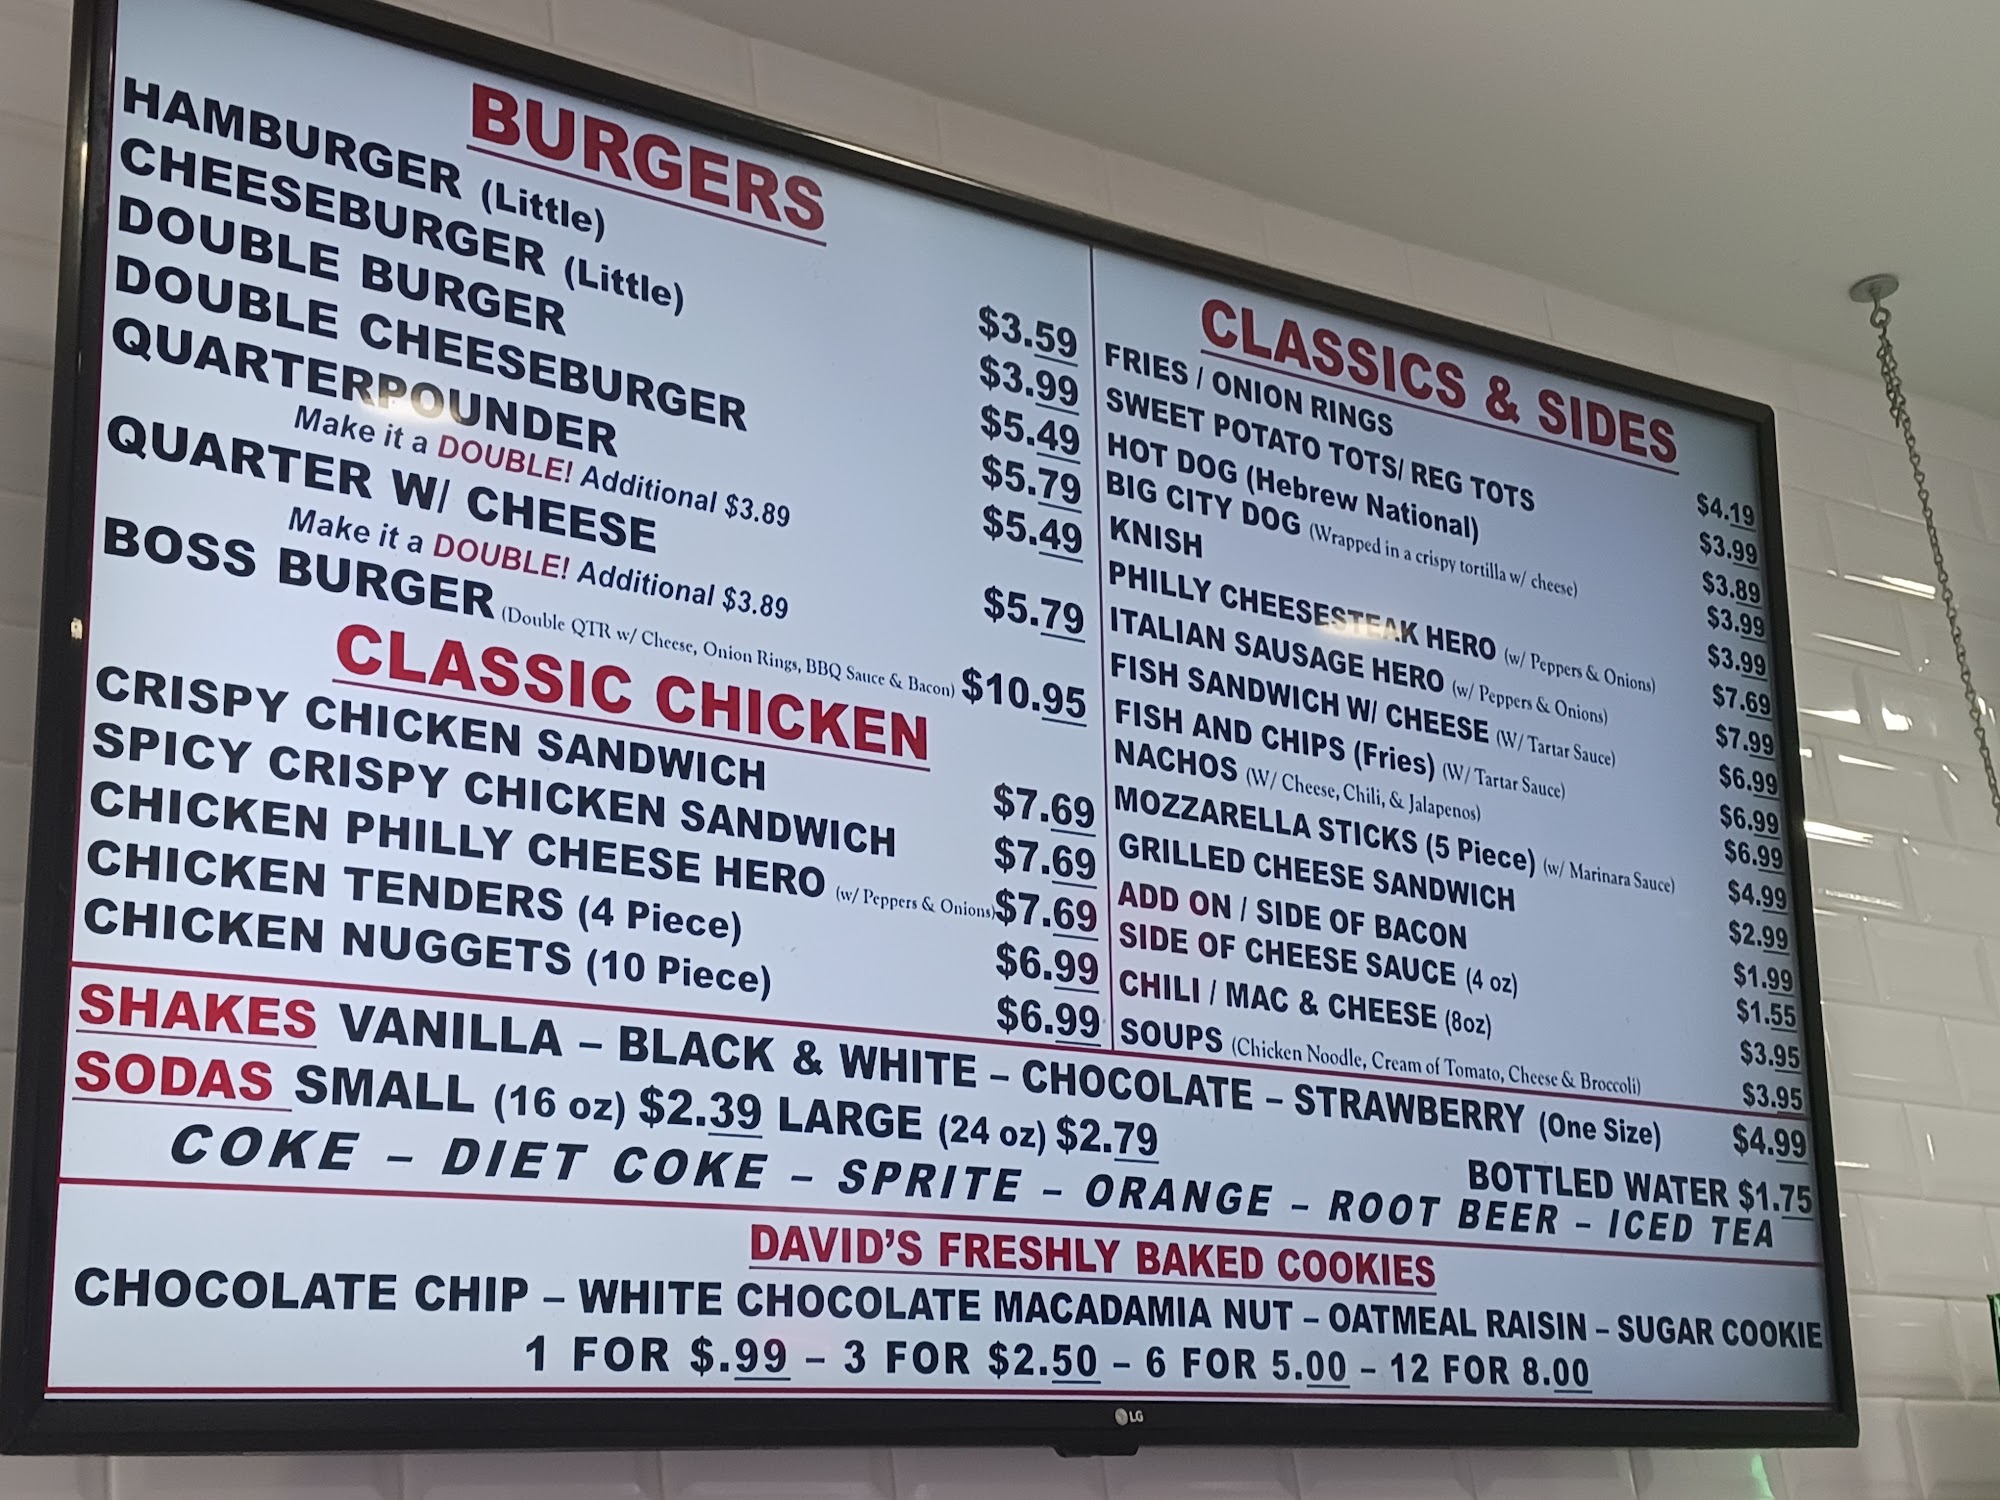 BURGERS
HAMBURGER (Little) $3.59
CHEESEBURGER (Little) $3.99
DOUBLE BURGER $5.49
DOUBLE CHEESEBURGER $5.79
QUARTERPOUNDER $5.49
Make it a DOUBLE! Additional $3.89
QUARTER W/ CHEESE $5.79
Make it a DOUBLE! Additional $3.89
BOSS BURGER (Double QTR w/ Cheese, Onion Rings, BBQ Sauce & Bacon) $10.95
CLASSIC CHICKEN
CRISPY CHICKEN SANDWICH $7.69
SPICY CRISPY CHICKEN SANDWICH $7.69
CHICKEN PHILLY CHEESE HERO (w/ Peppers & Onions) $7.69
CHICKEN TENDERS (4 Piece) $6.99
CHICKEN NUGGETS (10 Piece) $6.99
CLASSICS & SIDES
FRIES / ONION RINGS $4.19
SWEET POTATO TOTS/ REG TOTS $3.99
HOT DOG (Hebrew National) $3.89
BIG CITY DOG (Wrapped in a crispy tortilla w/ cheese) $3.99
KNISH $3.99
PHILLY CHEESESTEAK HERO (w/ Peppers & Onions) $7.69
ITALIAN SAUSAGE HERO (w/ Peppers & Onions) $7.99
FISH SANDWICH W/ CHEESE (W/ Tartar Sauce) $6.99
FISH AND CHIPS (Fries) (W/ Tartar Sauce) $6.99
NACHOS (W/ Cheese, Chili, & Jalapenos) $6.99
MOZZARELLA STICKS (5 Piece) (w/ Marinara Sauce) $4.99
GRILLED CHEESE SANDWICH $2.99
ADD ON / SIDE OF BACON $1.99
SIDE OF CHEESE SAUCE (4 oz) $1.55
CHILI / MAC & CHEESE (8oz) $3.95
SOUPS (Chicken Noodle, Cream of Tomato, Cheese & Broccoli) $3.95
SHAKES VANILLA – BLACK & WHITE – CHOCOLATE – STRAWBERRY (One Size) $4.99
SODAS SMALL (16 oz) $2.39 LARGE (24 oz) $2.79 BOTTLED WATER $1.75
COKE – DIET COKE – SPRITE – ORANGE – ROOT BEER – ICED TEA
DAVID'S FRESHLY BAKED COOKIES
CHOCOLATE CHIP – WHITE CHOCOLATE MACADAMIA NUT – OATMEAL RAISIN – SUGAR COOKIE
1 FOR $.99 – 3 FOR $2.50 – 6 FOR 5.00 – 12 FOR 8.00
LG